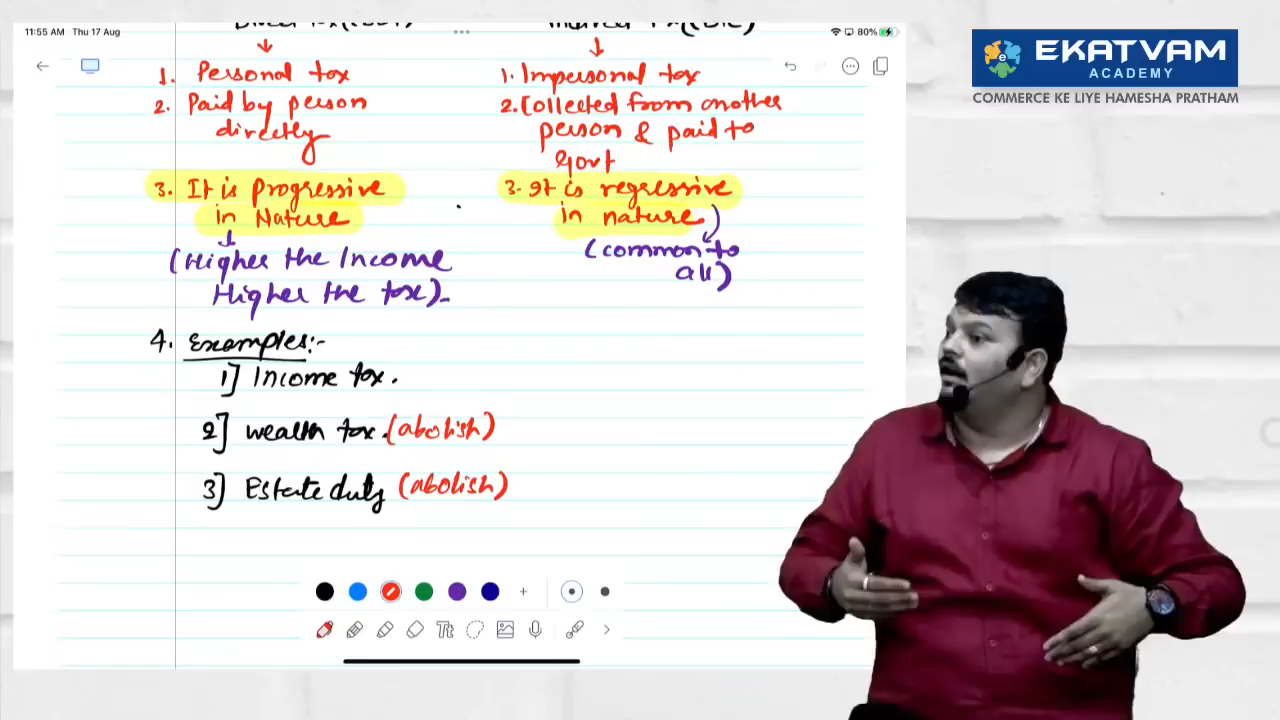 11:55 AM Thu 17 Aug
80%
EKATVAM
ACADEMY
COMMERCE KE LIYE HAMESHA PRATHAM
1. Personal tax
2. Paid by person
directly
3. It is progressive
in Nature
(Higher the Income
Higher the tax).
1. Impersonal tax
2. Collected from another
person & paid to
Govt
3. It is regressive
in nature
(common to
all)
4. Examples:-
1] Income tax.
2] wealth tax. (abolish)
3] Estate duty (abolish)
Tt